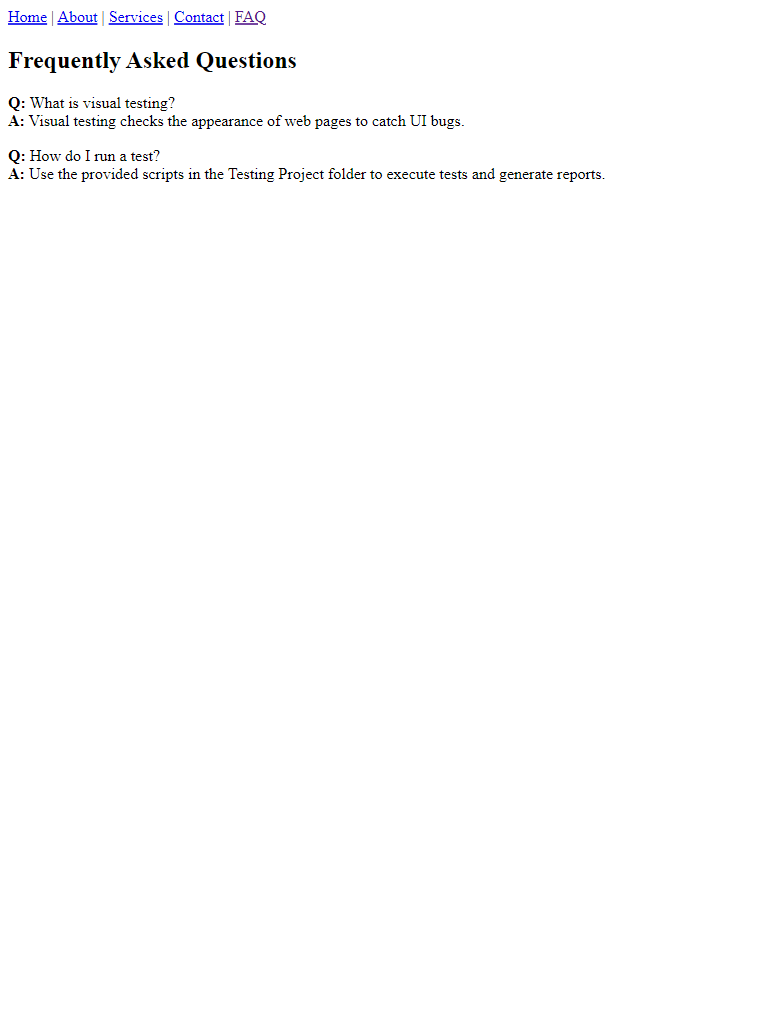 Home | About | Services | Contact | FAQ
Frequently Asked Questions
Q: What is visual testing?
A: Visual testing checks the appearance of web pages to catch UI bugs.
Q: How do I run a test?
A: Use the provided scripts in the Testing Project folder to execute tests and generate reports.